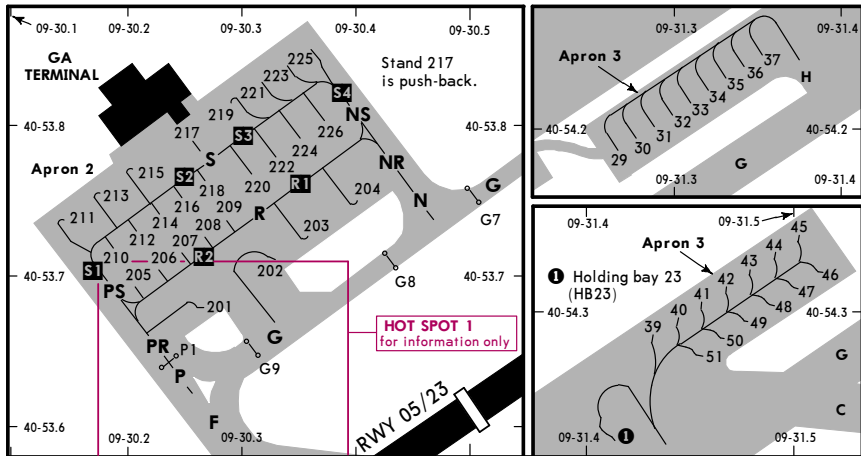 09-30.1
09-30.2
09-30.3
09-30.4
09-30.5
GA
TERMINAL
225
Stand 217
is push-back.
223
221
S4
219
NS
40-53.8
217
S3
226
40-53.8
S
224
NR
Apron 2
222
215
S2
218
220
R1
204
N
G
213
216
209
R
G7
211
214
208
212
207
203
210
206
S1
R2
202
40-53.7
205
40-53.7
PS
G8
201
G
HOT SPOT 1
for information only
PR
P1
G9
P
RWY 05/23
40-53.6
F
09-30.2
09-30.3
09-31.3
09-31.4
Apron 3
37
36
H
35
34
33
32
40-54.2
31
40-54.2
30
29
G
09-31.3
09-31.4
09-31.4
09-31.5
45
Apron 3
44
43
46
1 Holding bay 23
(HB23)
42
47
41
48
40-54.3
40
49
40-54.3
39
50
51
G
C
09-31.4
1
09-31.5